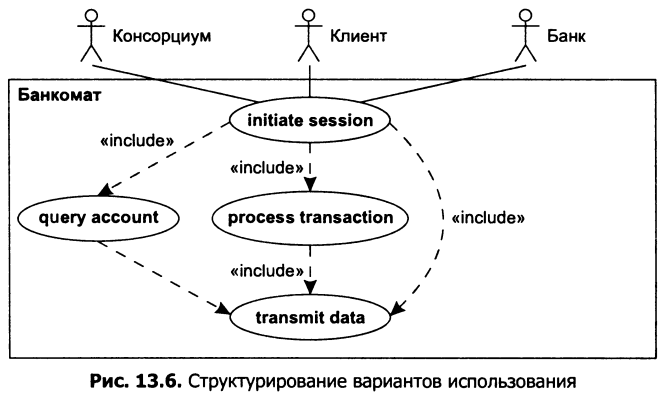 Консорциум
Клиент
Банк
Банкомат
initiate session
«include»
«include»
query account
process transaction
«include»
«include»
transmit data
Рис. 13.6. Структурирование вариантов использования